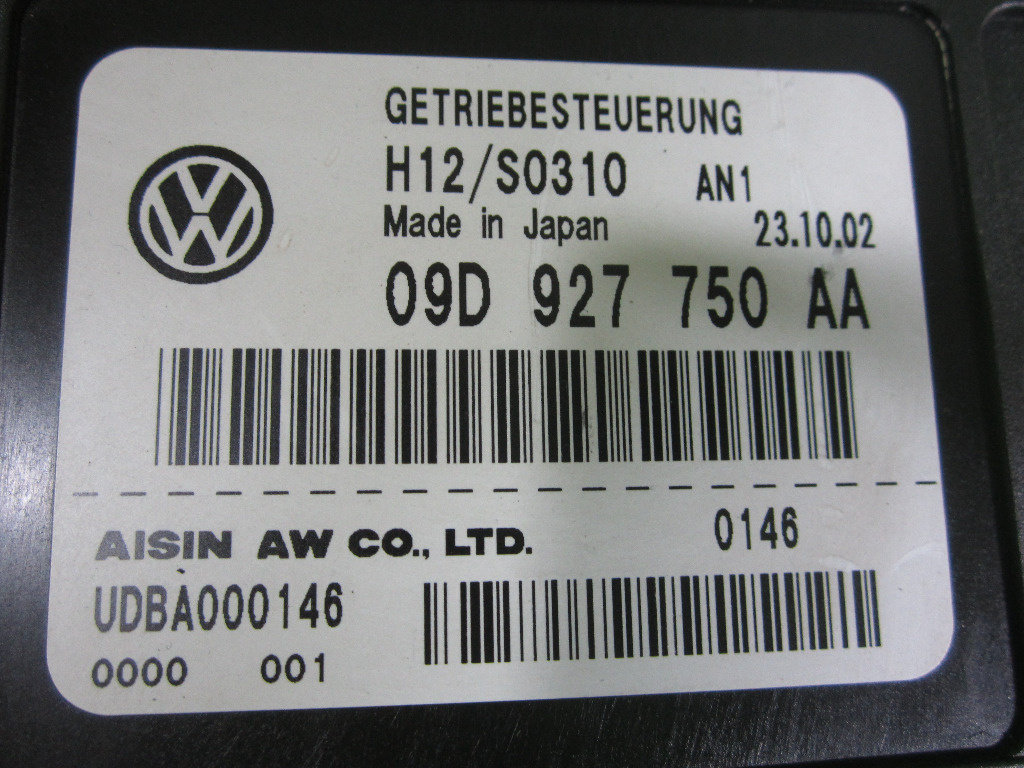 GETRIEBESTEUERUNG
H12/S0310 AN1
Made in Japan 23.10.02
09D 927 750 AA
AISIN AW CO., LTD. 0146
UDBA000146
0000 001